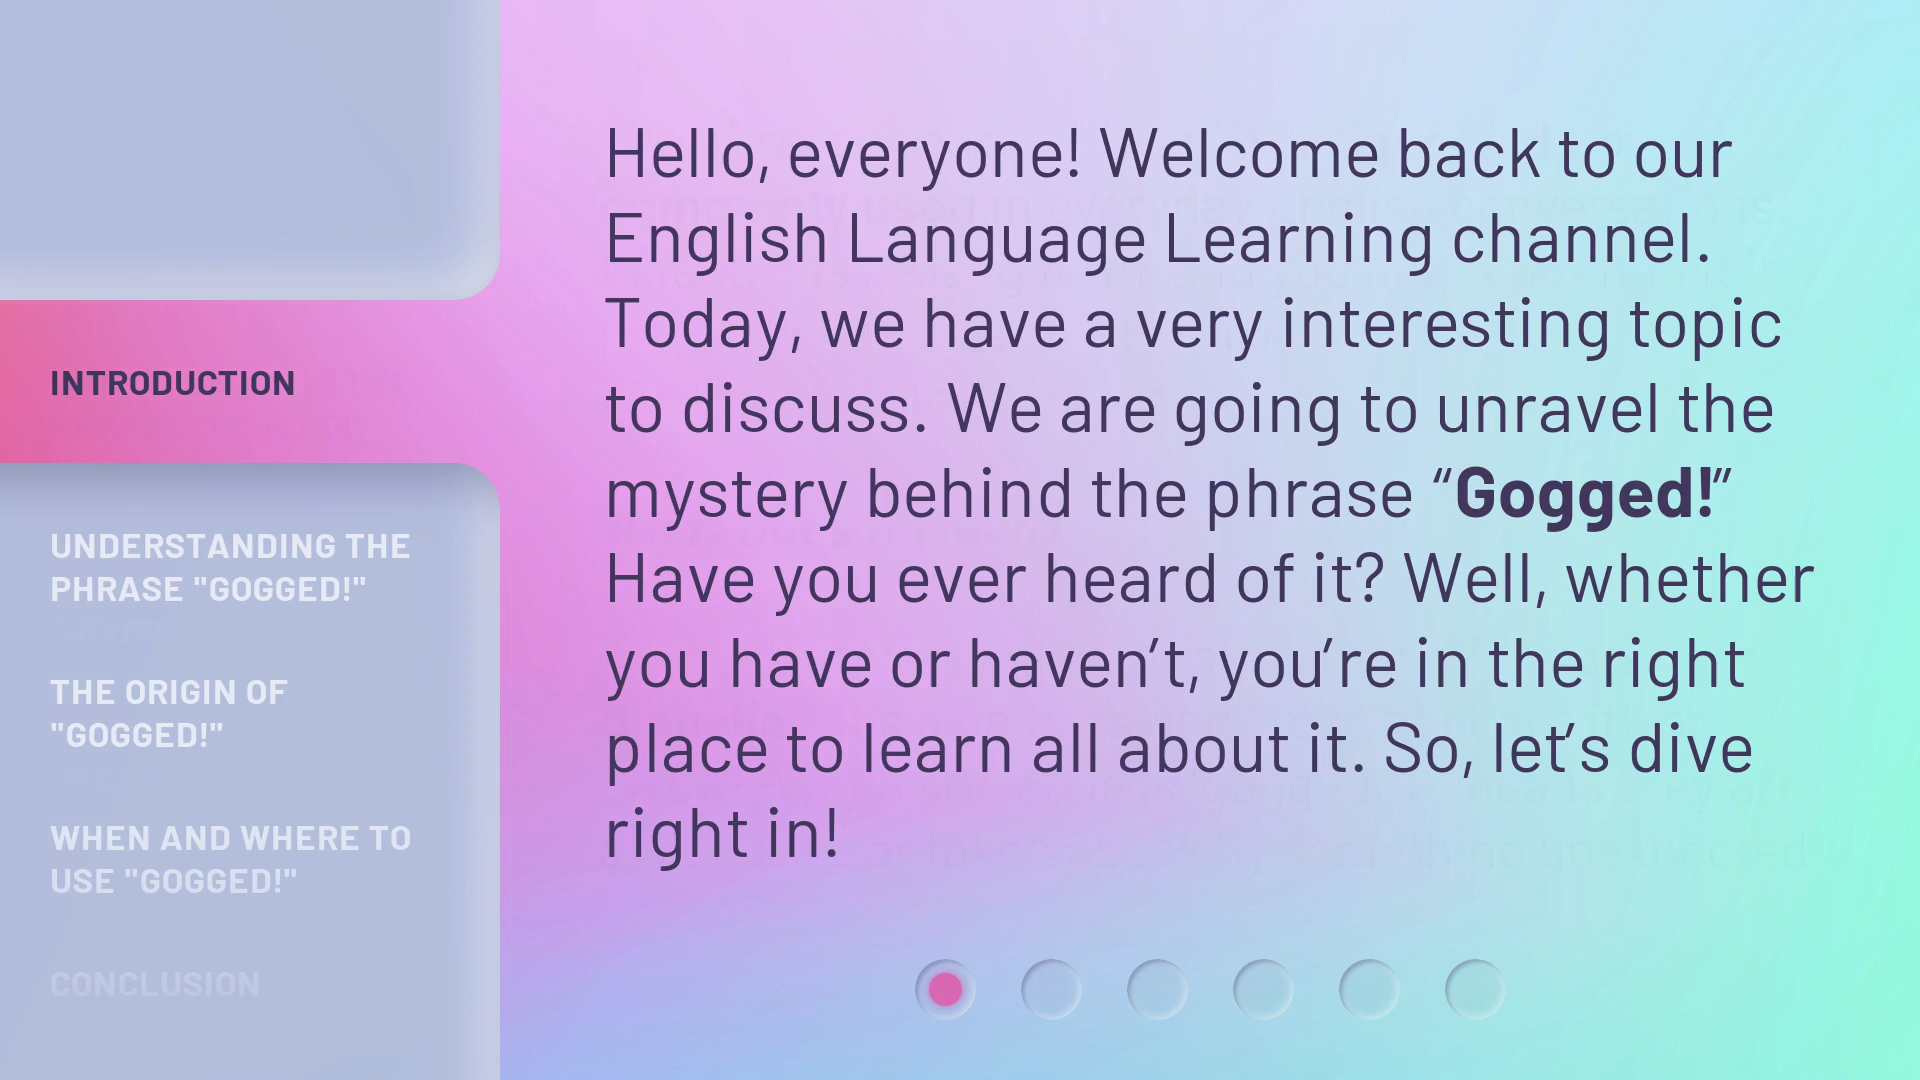 INTRODUCTION
UNDERSTANDING THE
PHRASE "GOGGED!"
THE ORIGIN OF
"GOGGED!"
WHEN AND WHERE TO
USE "GOGGED!"
CONCLUSION
Hello, everyone! Welcome back to our
English Language Learning channel.
Today, we have a very interesting topic
to discuss. We are going to unravel the
mystery behind the phrase “Gogged!”
Have you ever heard of it? Well, whether
you have or haven’t, you’re in the right
place to learn all about it. So, let’s dive
right in!